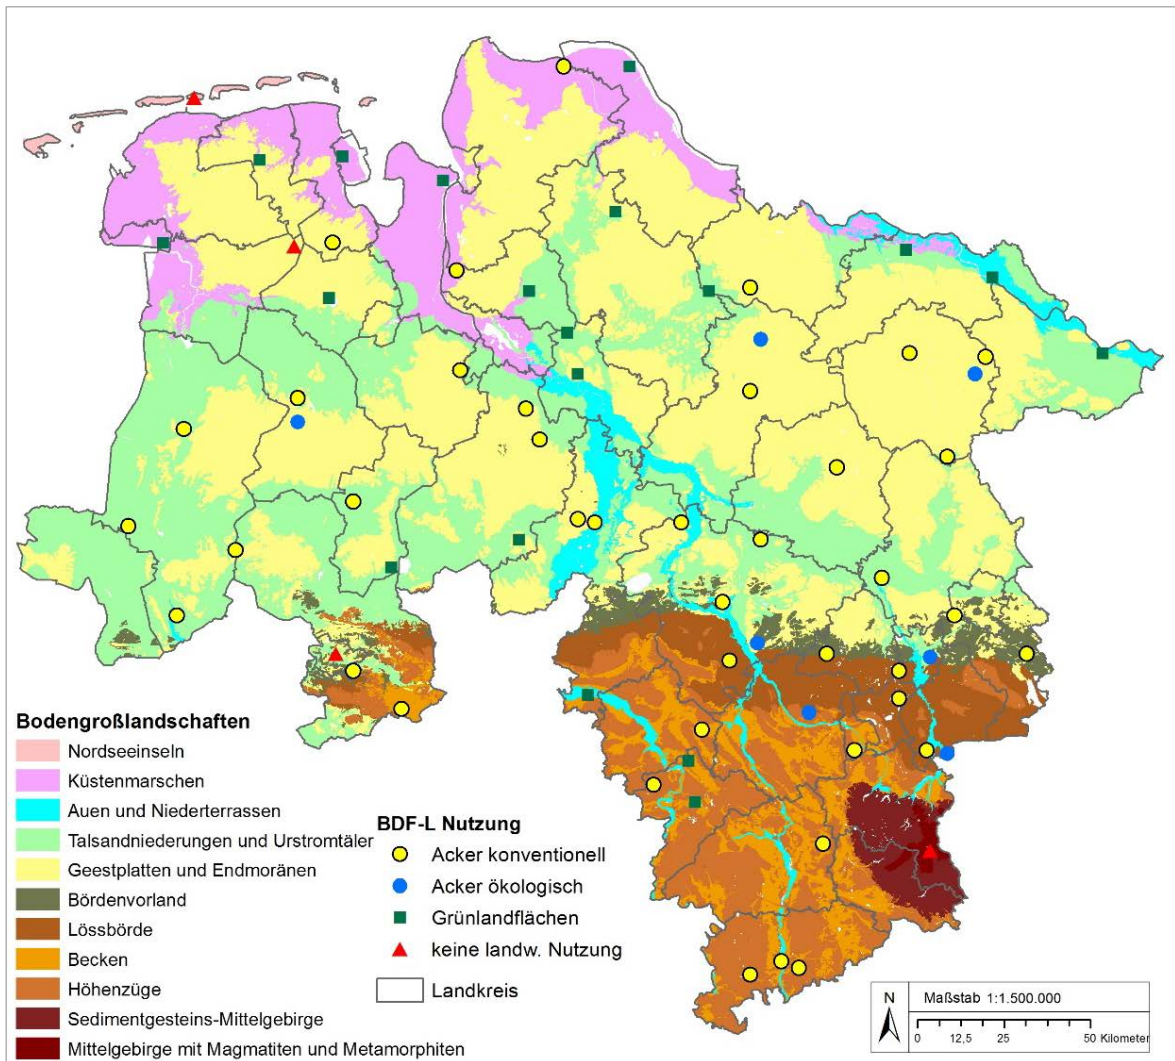 Bodengroßlandschaften
Nordseeinseln
Küstenmarschen
Auen und Niederterrassen
Talsandniederungen und Urstromtäler
Geestplatten und Endmoränen
Bördenvorland
Lössbörde
Becken
Höhenzüge
Sedimentgesteins-Mittelgebirge
Mittelgebirge mit Magmatiten und Metamorphiten
BDF-L Nutzung
Acker konventionell
Acker ökologisch
Grünlandflächen
keine landw. Nutzung
Landkreis
N
Maßstab 1:1.500.000
0 12,5 25 50 Kilometer